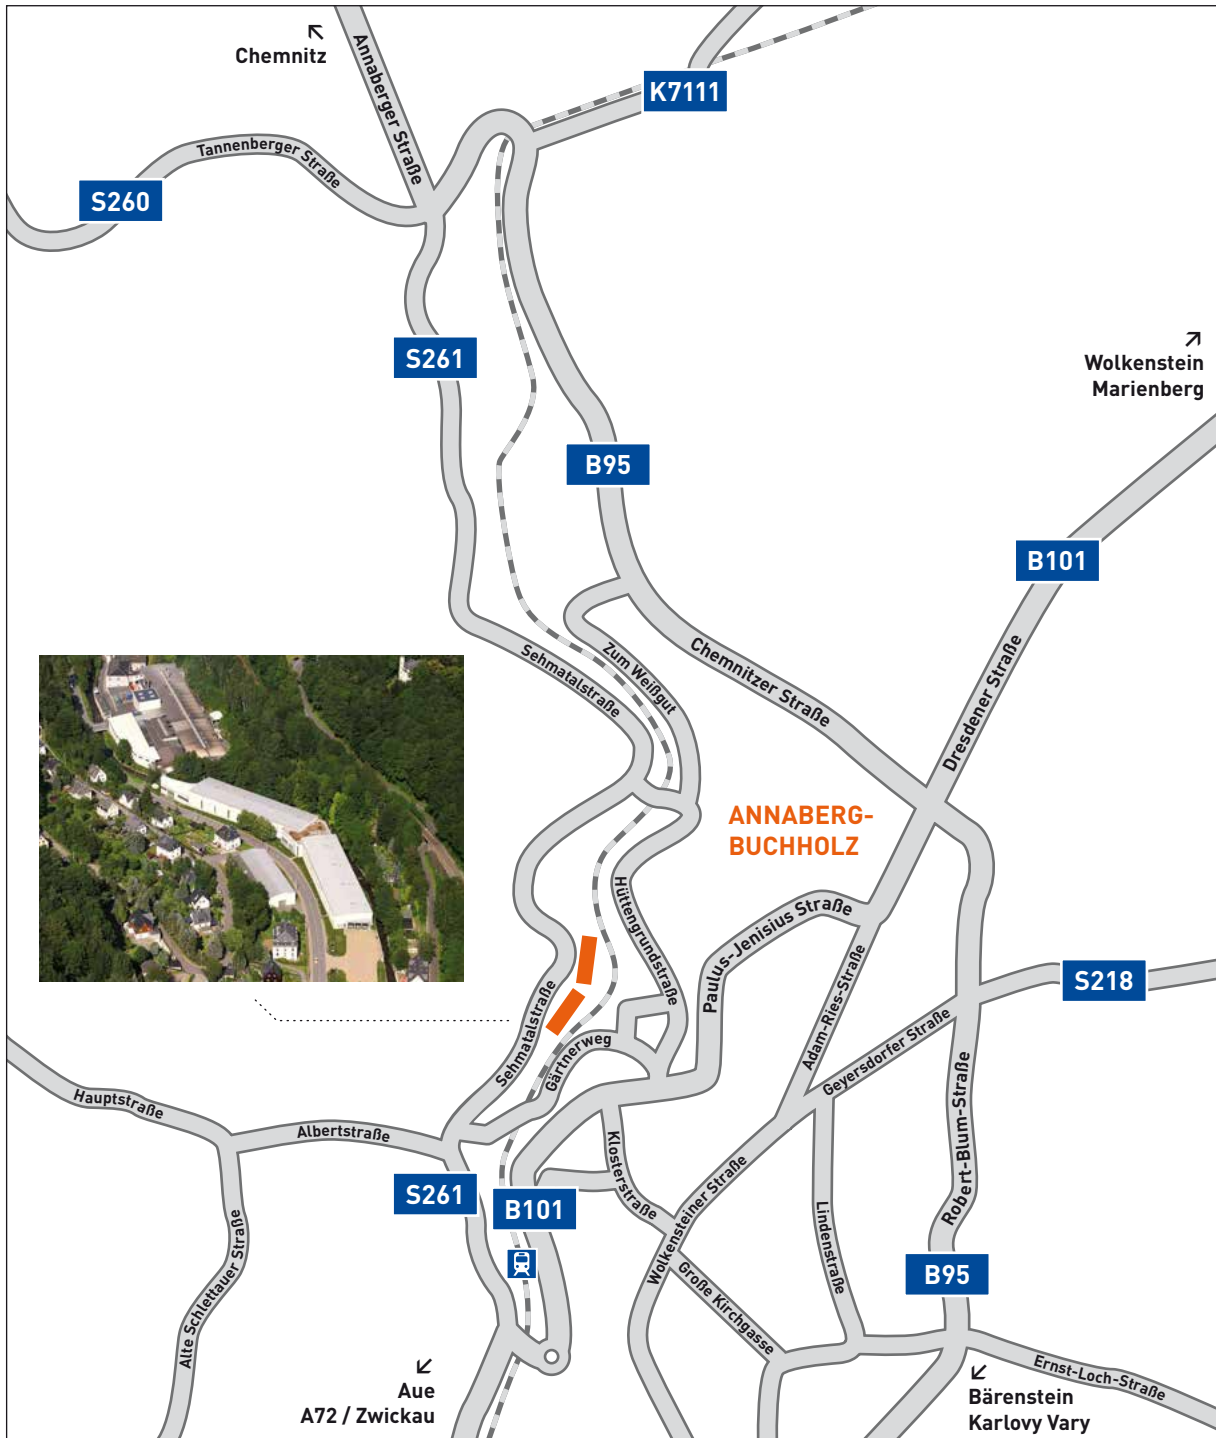 Chemnitz
Annaberger Straße
K7111
Tannenberger Straße
S260
S261
Wolkenstein
Marienberg
B95
B101
Sehmatalstraße
Zum Weißgut
Chemnitzer Straße
Dresdener Straße
ANNABERG-
BUCHHOLZ
Hüttengrundstraße
Paulus-Jenisius Straße
Adam-Ries-Straße
S218
Sehmatalstraße
Gärtnerweg
Geyersdorfer Straße
Hauptstraße
Albertstraße
Klosterstraße
Robert-Blum-Straße
S261
B101
Wolkensteiner Straße
Lindenstraße
Alte Schlettauer Straße
Große Kirchgasse
B95
Ernst-Loch-Straße
Aue
A72 / Zwickau
Bärenstein
Karlovy Vary